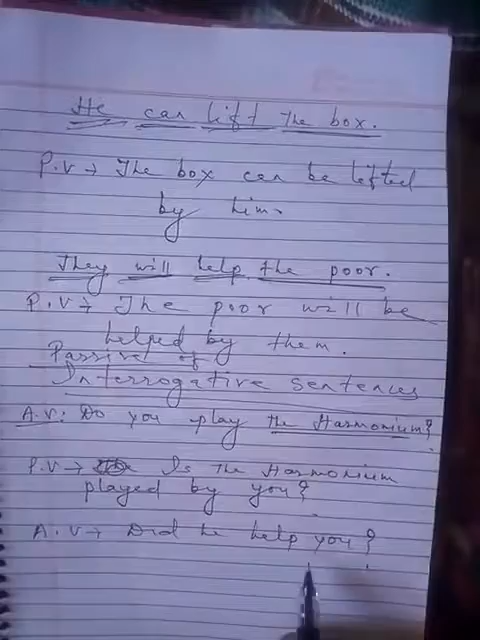 He can lift the box.
P.V → The box can be lifted
by him.
They will help the poor.
P.V → The poor will be
helped by them.
Passive of
Interrogative sentences
A.V: Do you play the Harmonium?
P.V → Is the Harmonium
played by you?
A.V → Did he help you?